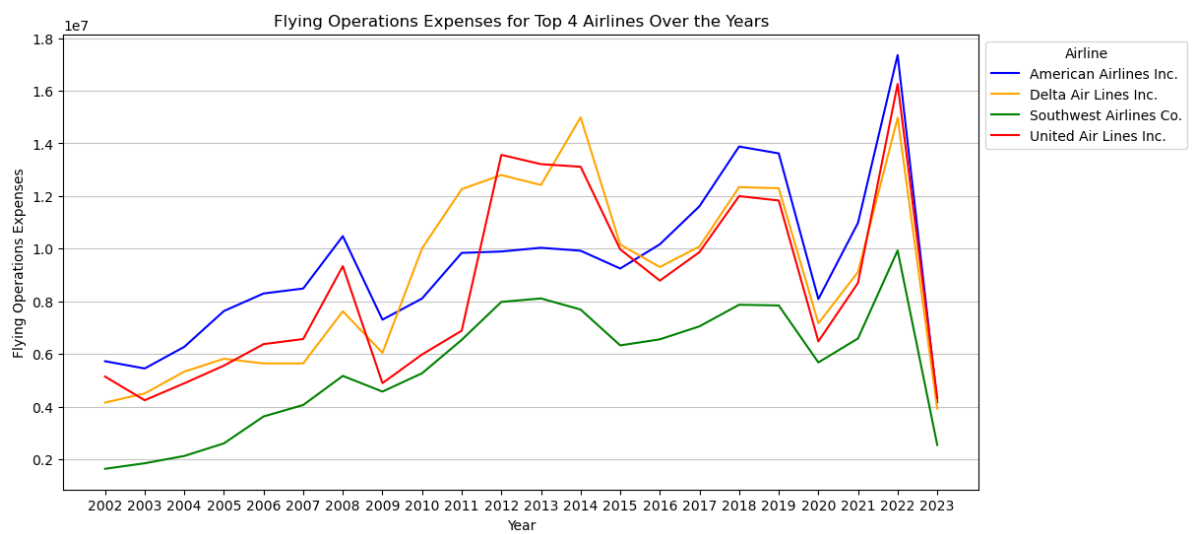 Flying Operations Expenses for Top 4 Airlines Over the Years
1e7
1.8
1.6
1.4
1.2
1.0
0.8
0.6
0.4
0.2
Flying Operations Expenses
2002 2003 2004 2005 2006 2007 2008 2009 2010 2011 2012 2013 2014 2015 2016 2017 2018 2019 2020 2021 2022 2023
Year
Airline
American Airlines Inc.
Delta Air Lines Inc.
Southwest Airlines Co.
United Air Lines Inc.